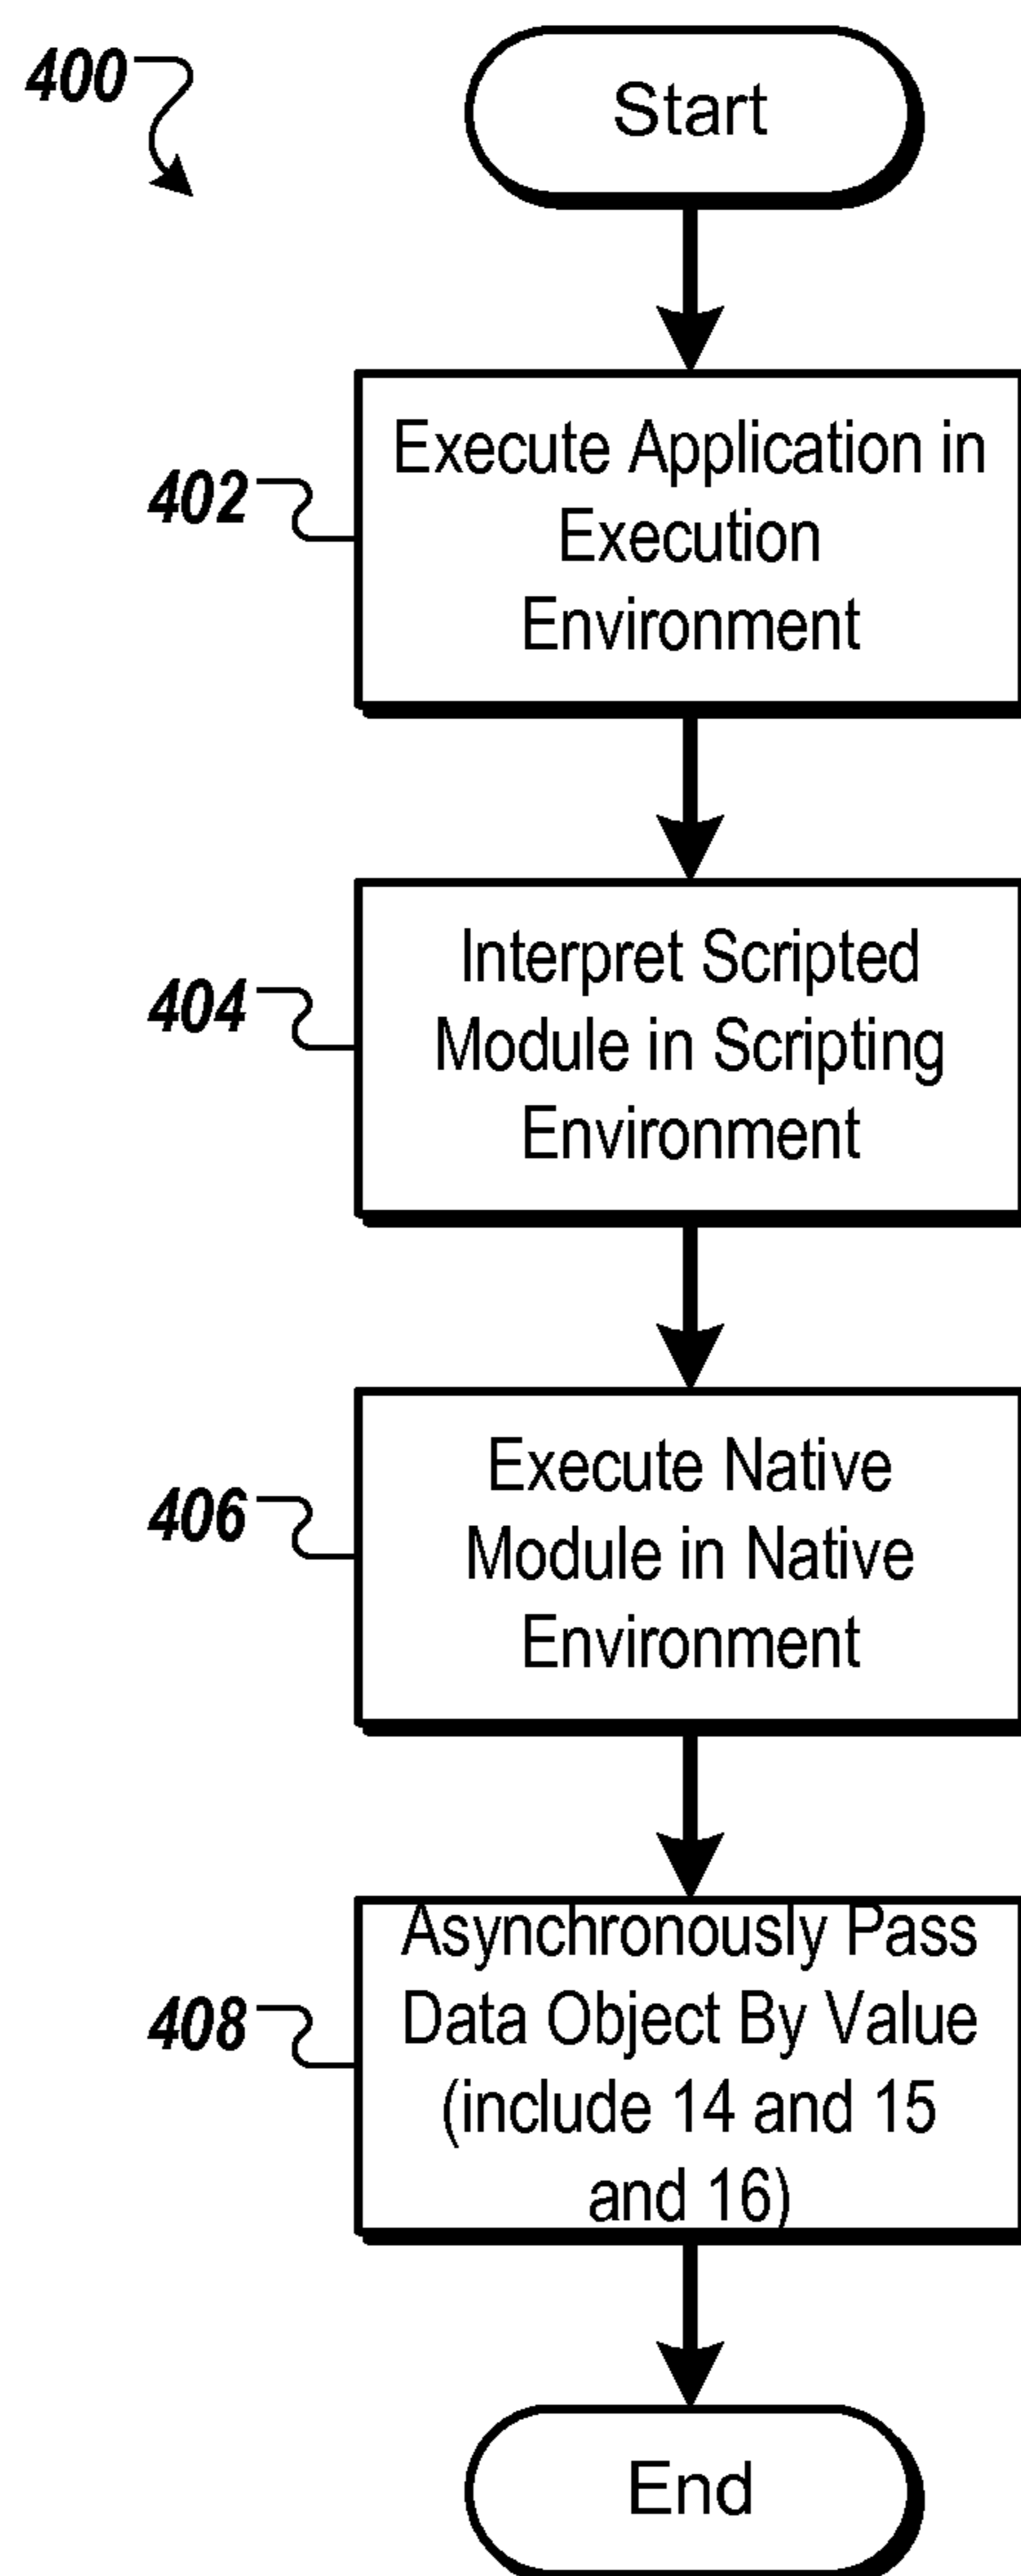 400
Start
402
Execute Application in
Execution
Environment
404
Interpret Scripted
Module in Scripting
Environment
406
Execute Native
Module in Native
Environment
408
Asynchronously Pass
Data Object By Value
(include 14 and 15
and 16)
End